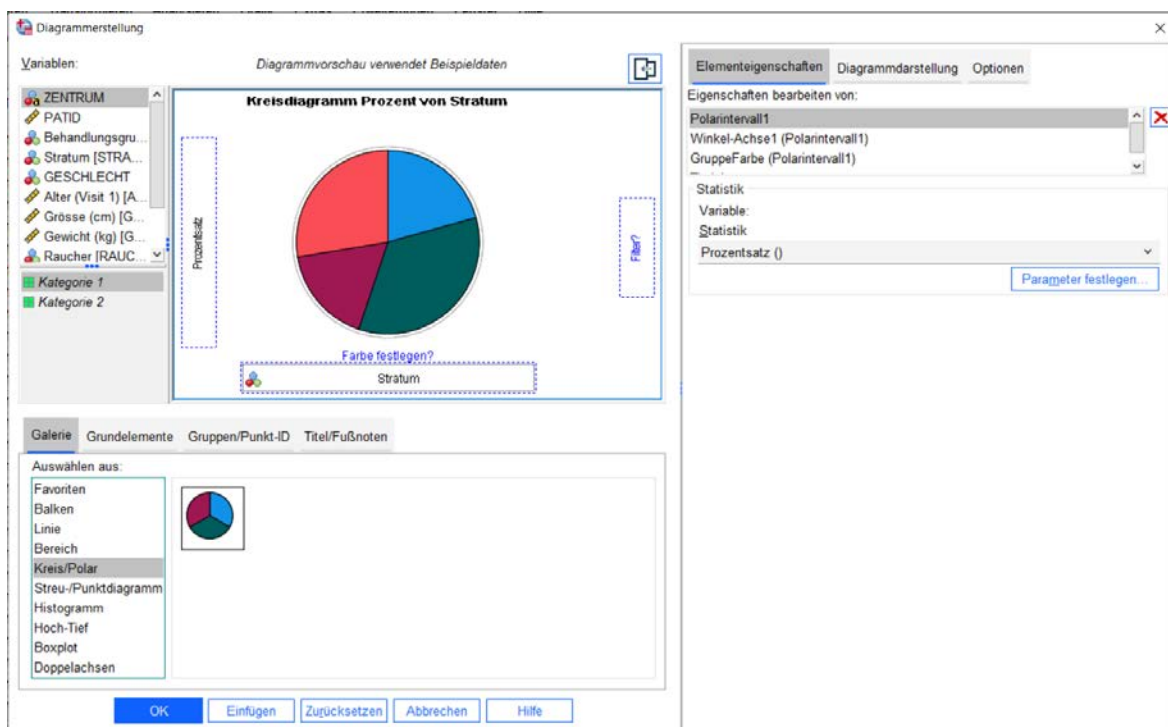 Diagrammerstellung
Variablen:
Diagrammvorschau verwendet Beispieldaten
ZENTRUM
PATID
Behandlungsgru...
Stratum [STRA...
GESCHLECHT
Alter (Visit 1) [A...
Grösse (cm) [G...
Gewicht (kg) [G...
Raucher [RAUC...
Kategorie 1
Kategorie 2
Kreisdiagramm Prozent von Stratum
Prozentsatz
Filter?
Farbe festlegen?
Stratum
Galerie Grundelemente Gruppen/Punkt-ID Titel/Fußnoten
Auswählen aus:
Favoriten
Balken
Linie
Bereich
Kreis/Polar
Streu-/Punktdiagramm
Histogramm
Hoch-Tief
Boxplot
Doppelachsen
OK Einfügen Zurücksetzen Abbrechen Hilfe
Elementeigenschaften Diagrammdarstellung Optionen
Eigenschaften bearbeiten von:
Polarintervall1
Winkel-Achse1 (Polarintervall1)
GruppeFarbe (Polarintervall1)
Statistik
Variable:
Statistik
Prozentsatz ()
Parameter festlegen...